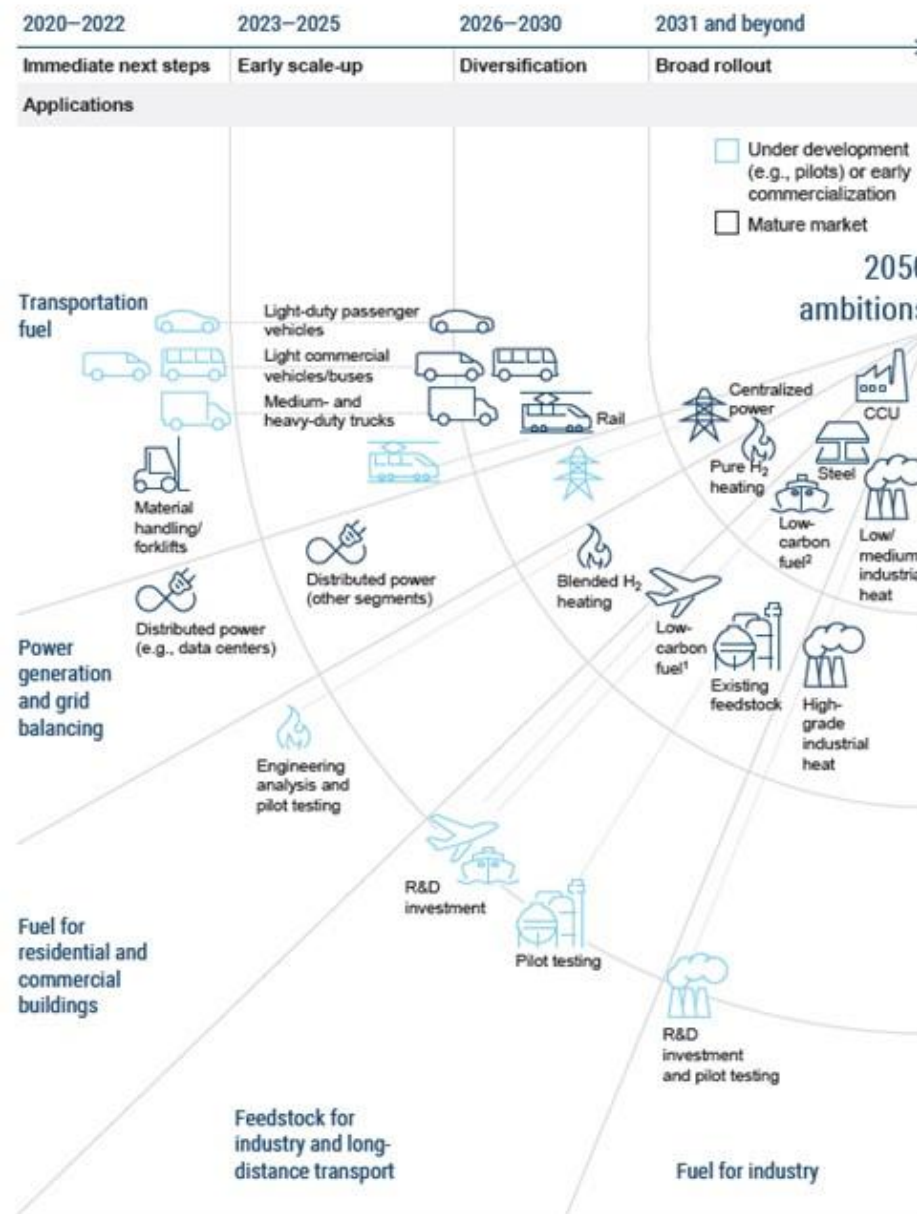 2020–2022
2023–2025
2026–2030
2031 and beyond
Immediate next steps
Early scale-up
Diversification
Broad rollout
Applications
Under development
(e.g., pilots) or early
commercialization
Mature market
2050
ambitions
Transportation
fuel
Light-duty passenger
vehicles
Light commercial
vehicles/buses
Medium- and
heavy-duty trucks
Rail
Material
handling/
forklifts
Centralized
power
CCU
Pure H₂
heating
Steel
Low-
carbon
fuel²
Low/
medium
industrial
heat
Distributed power
(e.g., data centers)
Distributed power
(other segments)
Blended H₂
heating
Low-
carbon
fuel¹
Existing
feedstock
High-
grade
industrial
heat
Power
generation
and grid
balancing
Engineering
analysis and
pilot testing
R&D
investment
Pilot testing
R&D
investment
and pilot testing
Fuel for
residential and
commercial
buildings
Feedstock for
industry and long-
distance transport
Fuel for industry